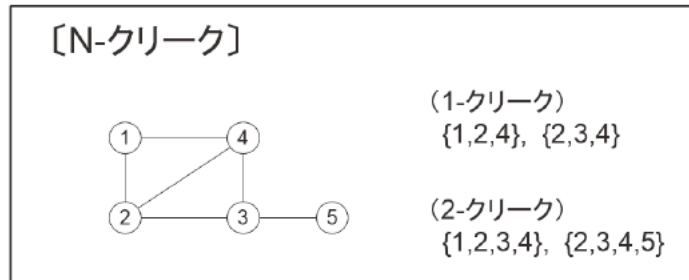 〔N-クリーク〕
(1-クリーク)
{1,2,4}, {2,3,4}
1
4
2
3
5
(2-クリーク)
{1,2,3,4}, {2,3,4,5}